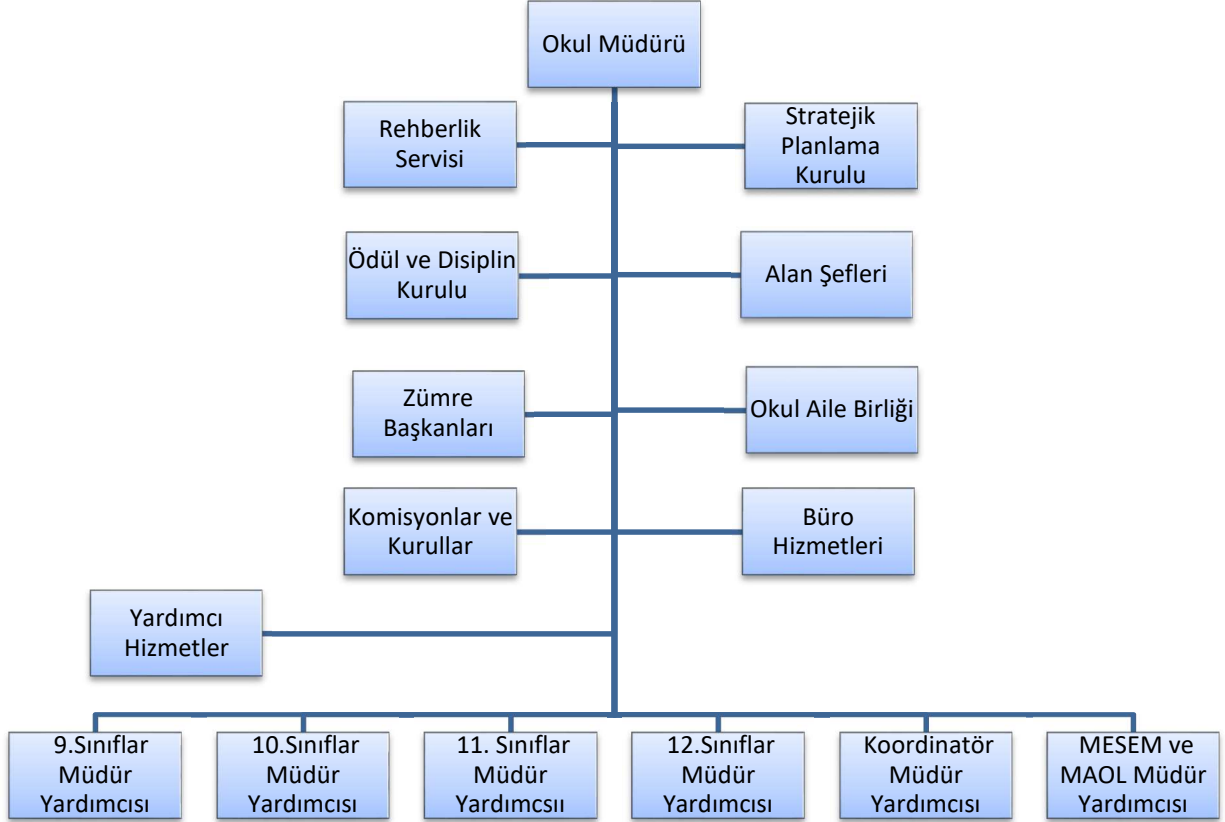 Okul Müdürü
Rehberlik
Servisi
Stratejik
Planlama
Kurulu
Ödül ve Disiplin
Kurulu
Alan Şefleri
Zümre
Başkanları
Okul Aile Birliği
Komisyonlar ve
Kurullar
Büro
Hizmetleri
Yardımcı
Hizmetler
9.Sınıflar
Müdür
Yardımcısı
10.Sınıflar
Müdür
Yardımcısı
11. Sınıflar
Müdür
Yardımcsıı
12.Sınıflar
Müdür
Yardımcısı
Koordinatör
Müdür
Yardımcısı
MESEM ve
MAOL Müdür
Yardımcısı